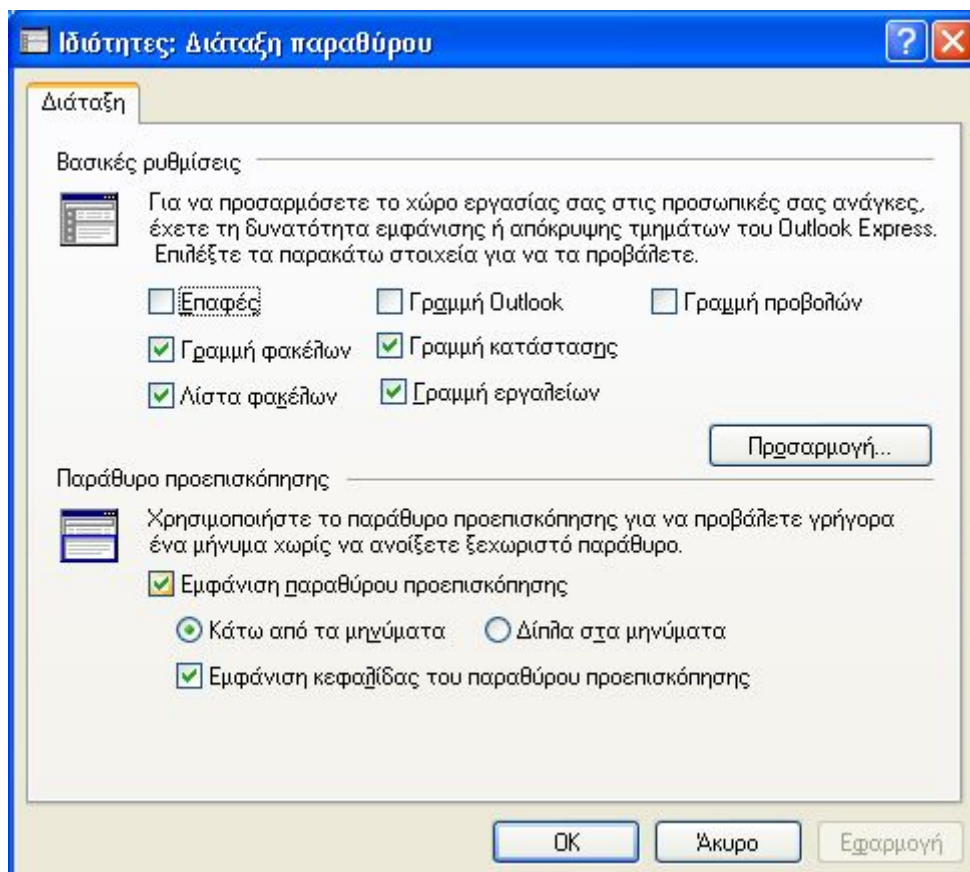 Ιδιότητες: Διάταξη παραθύρου
Διάταξη
Βασικές ρυθμίσεις
Για να προσαρμόσετε το χώρο εργασίας σας στις προσωπικές σας ανάγκες,
έχετε τη δυνατότητα εμφάνισης ή απόκρυψης τμημάτων του Outlook Express.
Επιλέξτε τα παρακάτω στοιχεία για να τα προβάλετε.
Επαφές Γραμμή Outlook Γραμμή προβολών
Γραμμή φακέλων Γραμμή κατάστασης
Λίστα φακέλων Γραμμή εργαλείων
Προσαρμογή...
Παράθυρο προεπισκόπησης
Χρησιμοποιήστε το παράθυρο προεπισκόπησης για να προβάλετε γρήγορα
ένα μήνυμα χωρίς να ανοίξετε ξεχωριστό παράθυρο.
Εμφάνιση παραθύρου προεπισκόπησης
Κάτω από τα μηνύματα Δίπλα στα μηνύματα
Εμφάνιση κεφαλίδας του παραθύρου προεπισκόπησης
OK Άκυρο Εφαρμογή